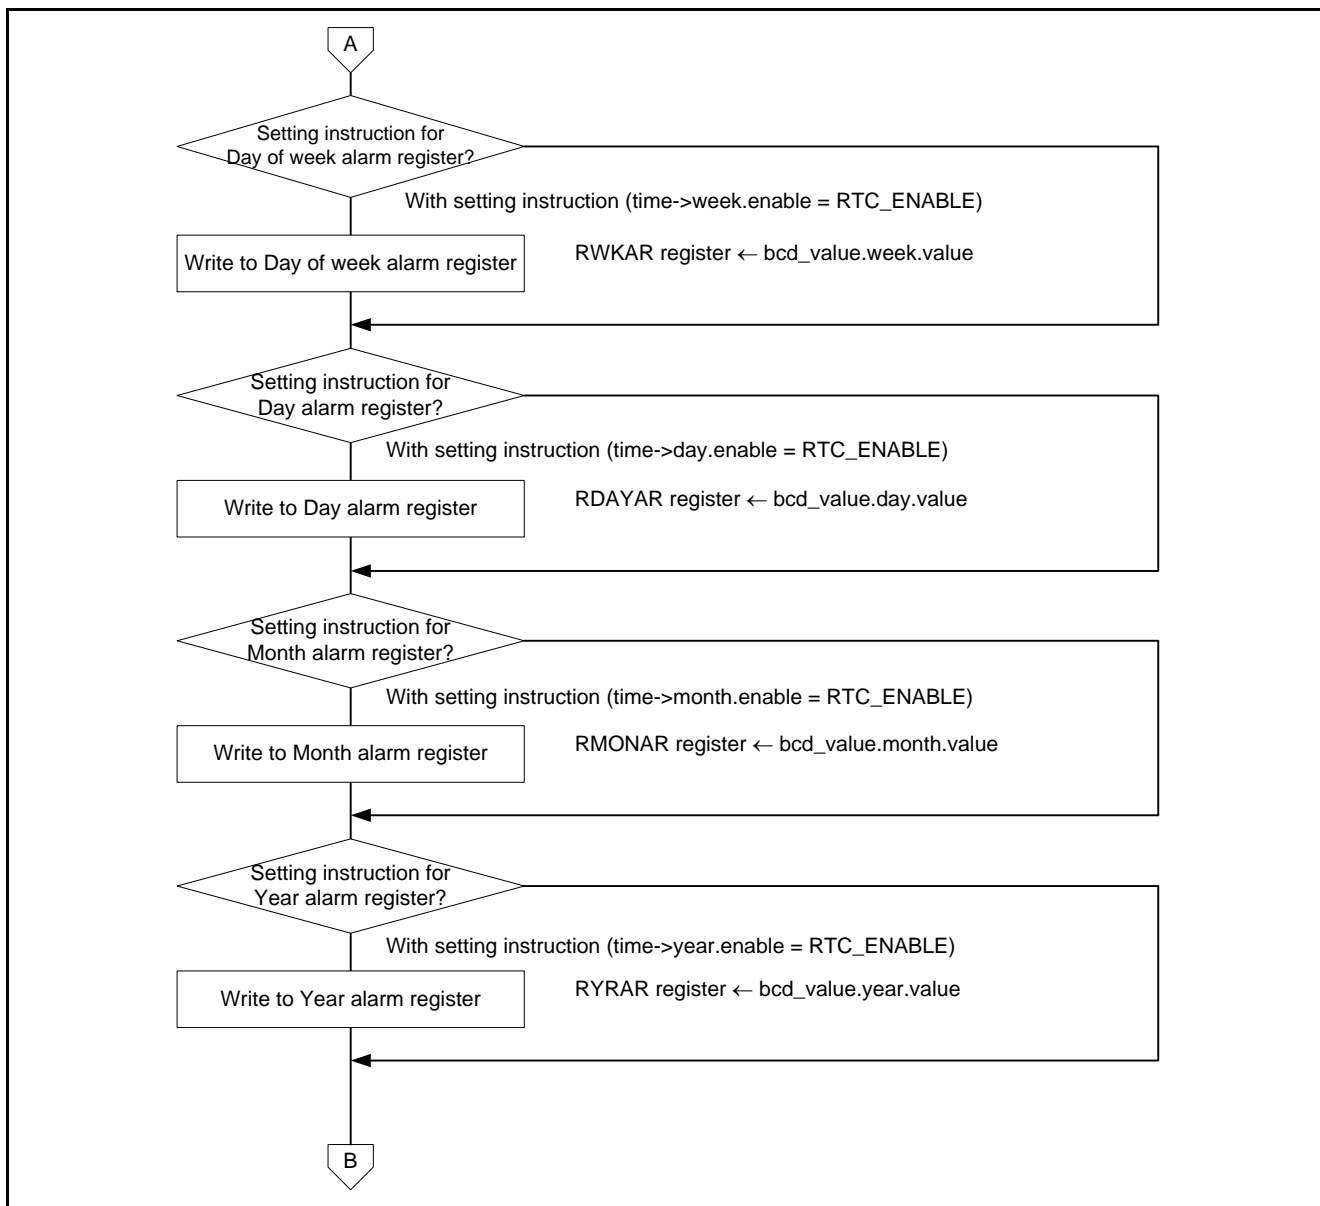 A
Setting instruction for
Day of week alarm register?
With setting instruction (time->week.enable = RTC_ENABLE)
Write to Day of week alarm register
RWKAR register ← bcd_value.week.value
Setting instruction for
Day alarm register?
With setting instruction (time->day.enable = RTC_ENABLE)
Write to Day alarm register
RDAYAR register ← bcd_value.day.value
Setting instruction for
Month alarm register?
With setting instruction (time->month.enable = RTC_ENABLE)
Write to Month alarm register
RMONAR register ← bcd_value.month.value
Setting instruction for
Year alarm register?
With setting instruction (time->year.enable = RTC_ENABLE)
Write to Year alarm register
RYRAR register ← bcd_value.year.value
B